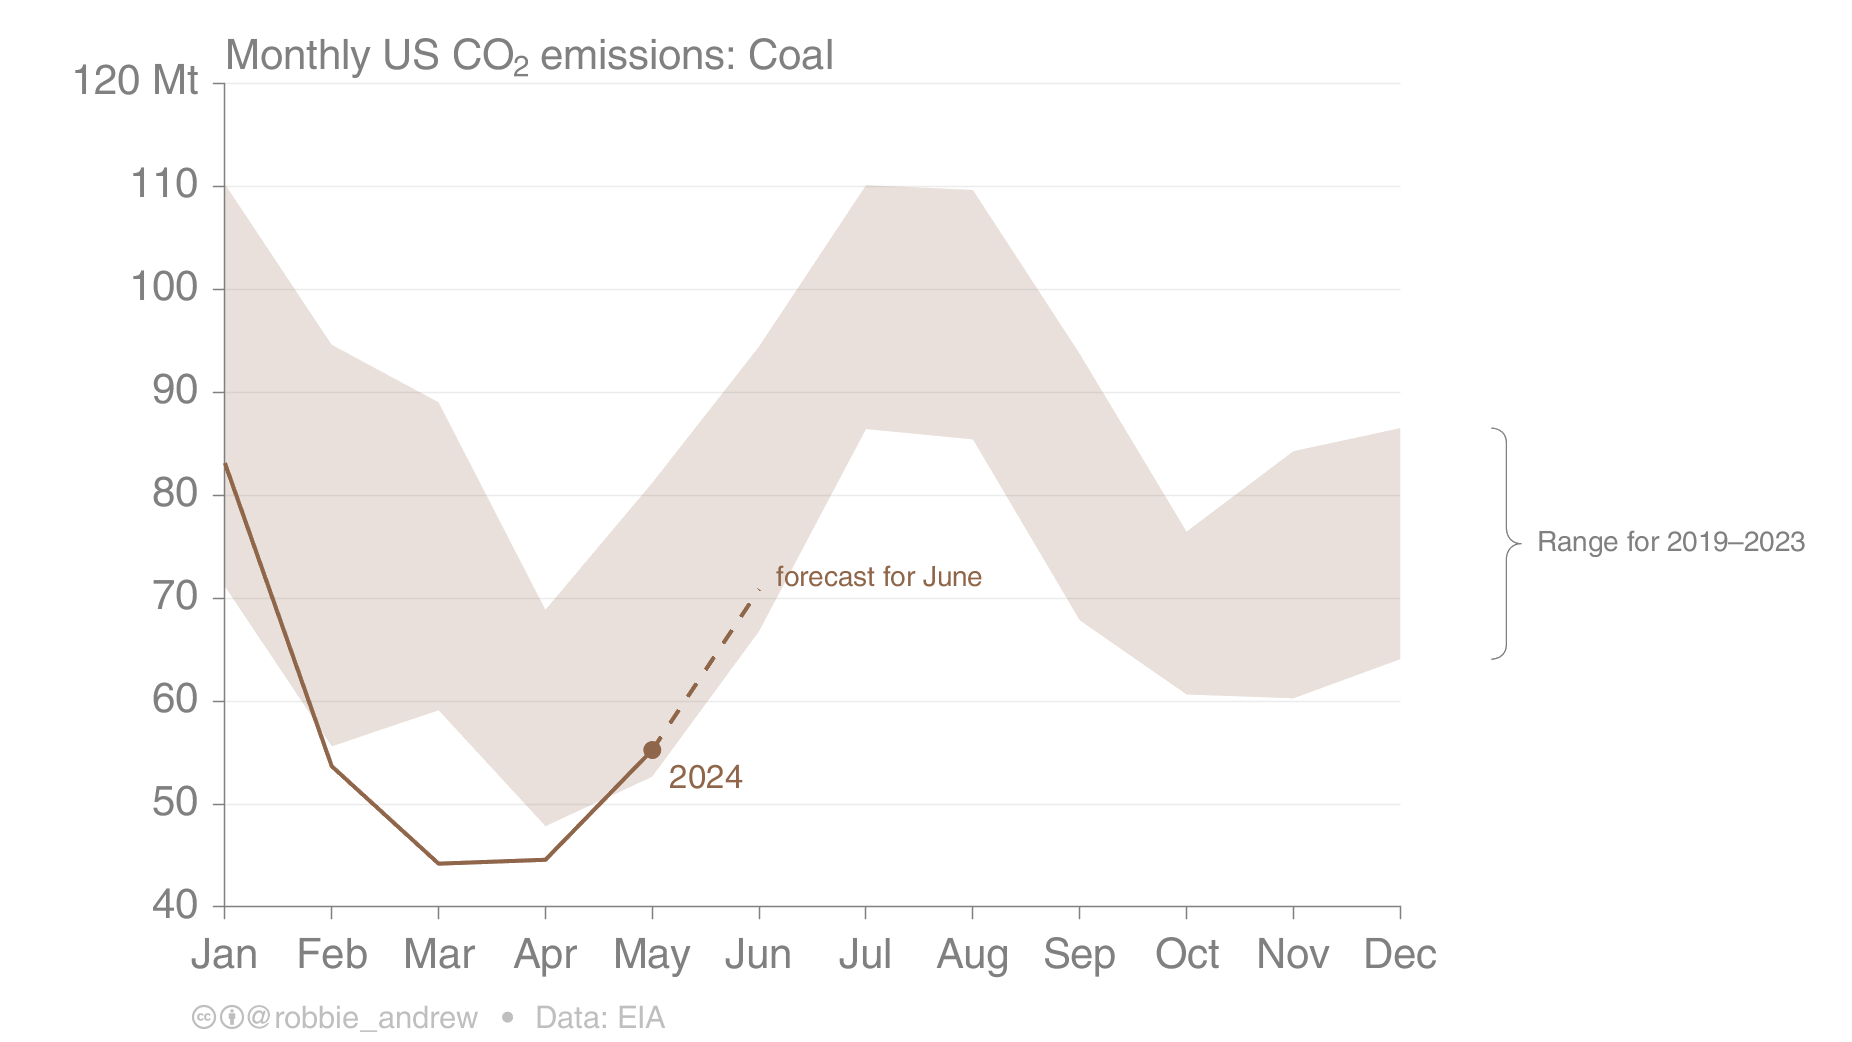 Monthly US CO₂ emissions: Coal
120 Mt
110
100
90
80
70
60
50
40
forecast for June
2024
Range for 2019–2023
Jan Feb Mar Apr May Jun Jul Aug Sep Oct Nov Dec
cc @robbie_andrew • Data: EIA